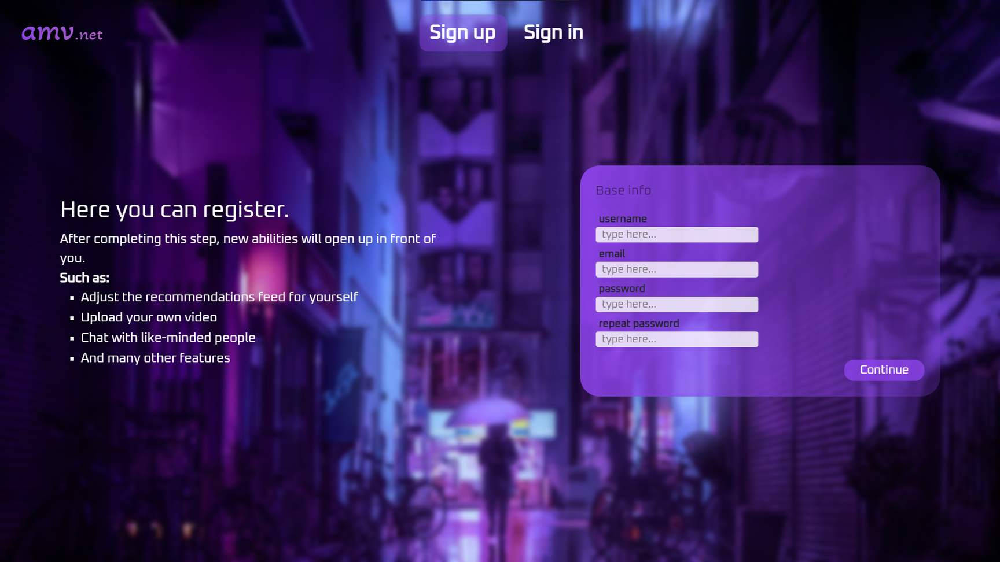 amv.net
Sign up
Sign in
Here you can register.
After completing this step, new abilities will open up in front of
you.
Such as:
Adjust the recommendations feed for yourself
Upload your own video
Chat with like-minded people
And many other features
Base info
username
type here...
email
type here...
password
type here...
repeat password
type here...
Continue